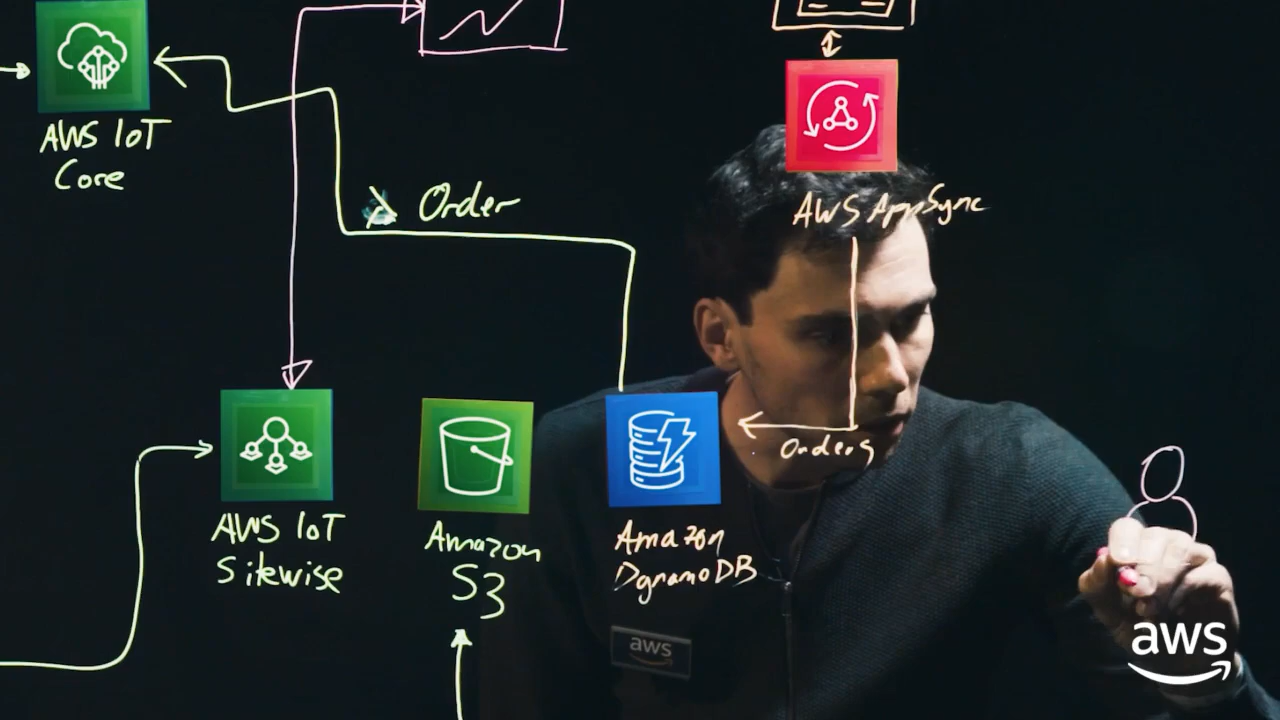 AWS IoT
Core
Order
AWS AppSync
Orders
AWS IoT
Sitewise
Amazon
S3
Amazon
DynamoDB
aws
aws